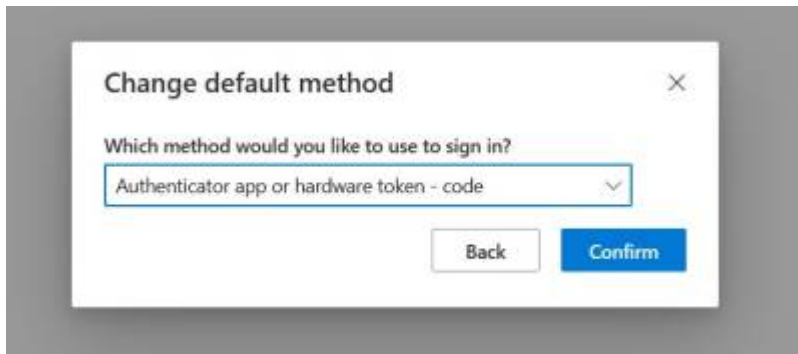 Change default method
Which method would you like to use to sign in?
Authenticator app or hardware token - code
Back
Confirm